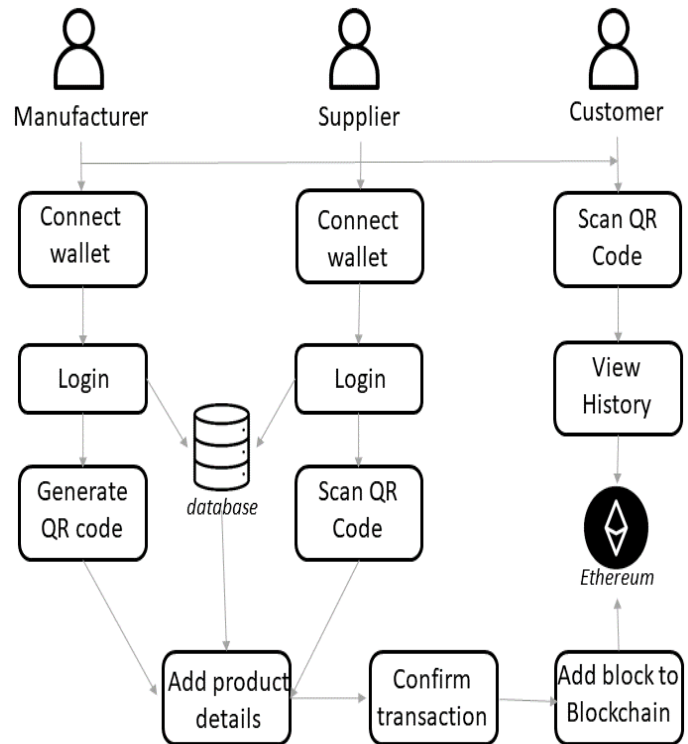 Manufacturer
Supplier
Customer
Connect
wallet
Connect
wallet
Scan QR
Code
Login
Login
View
History
Generate
QR code
database
Scan QR
Code
Ethereum
Add product
details
Confirm
transaction
Add block to
Blockchain